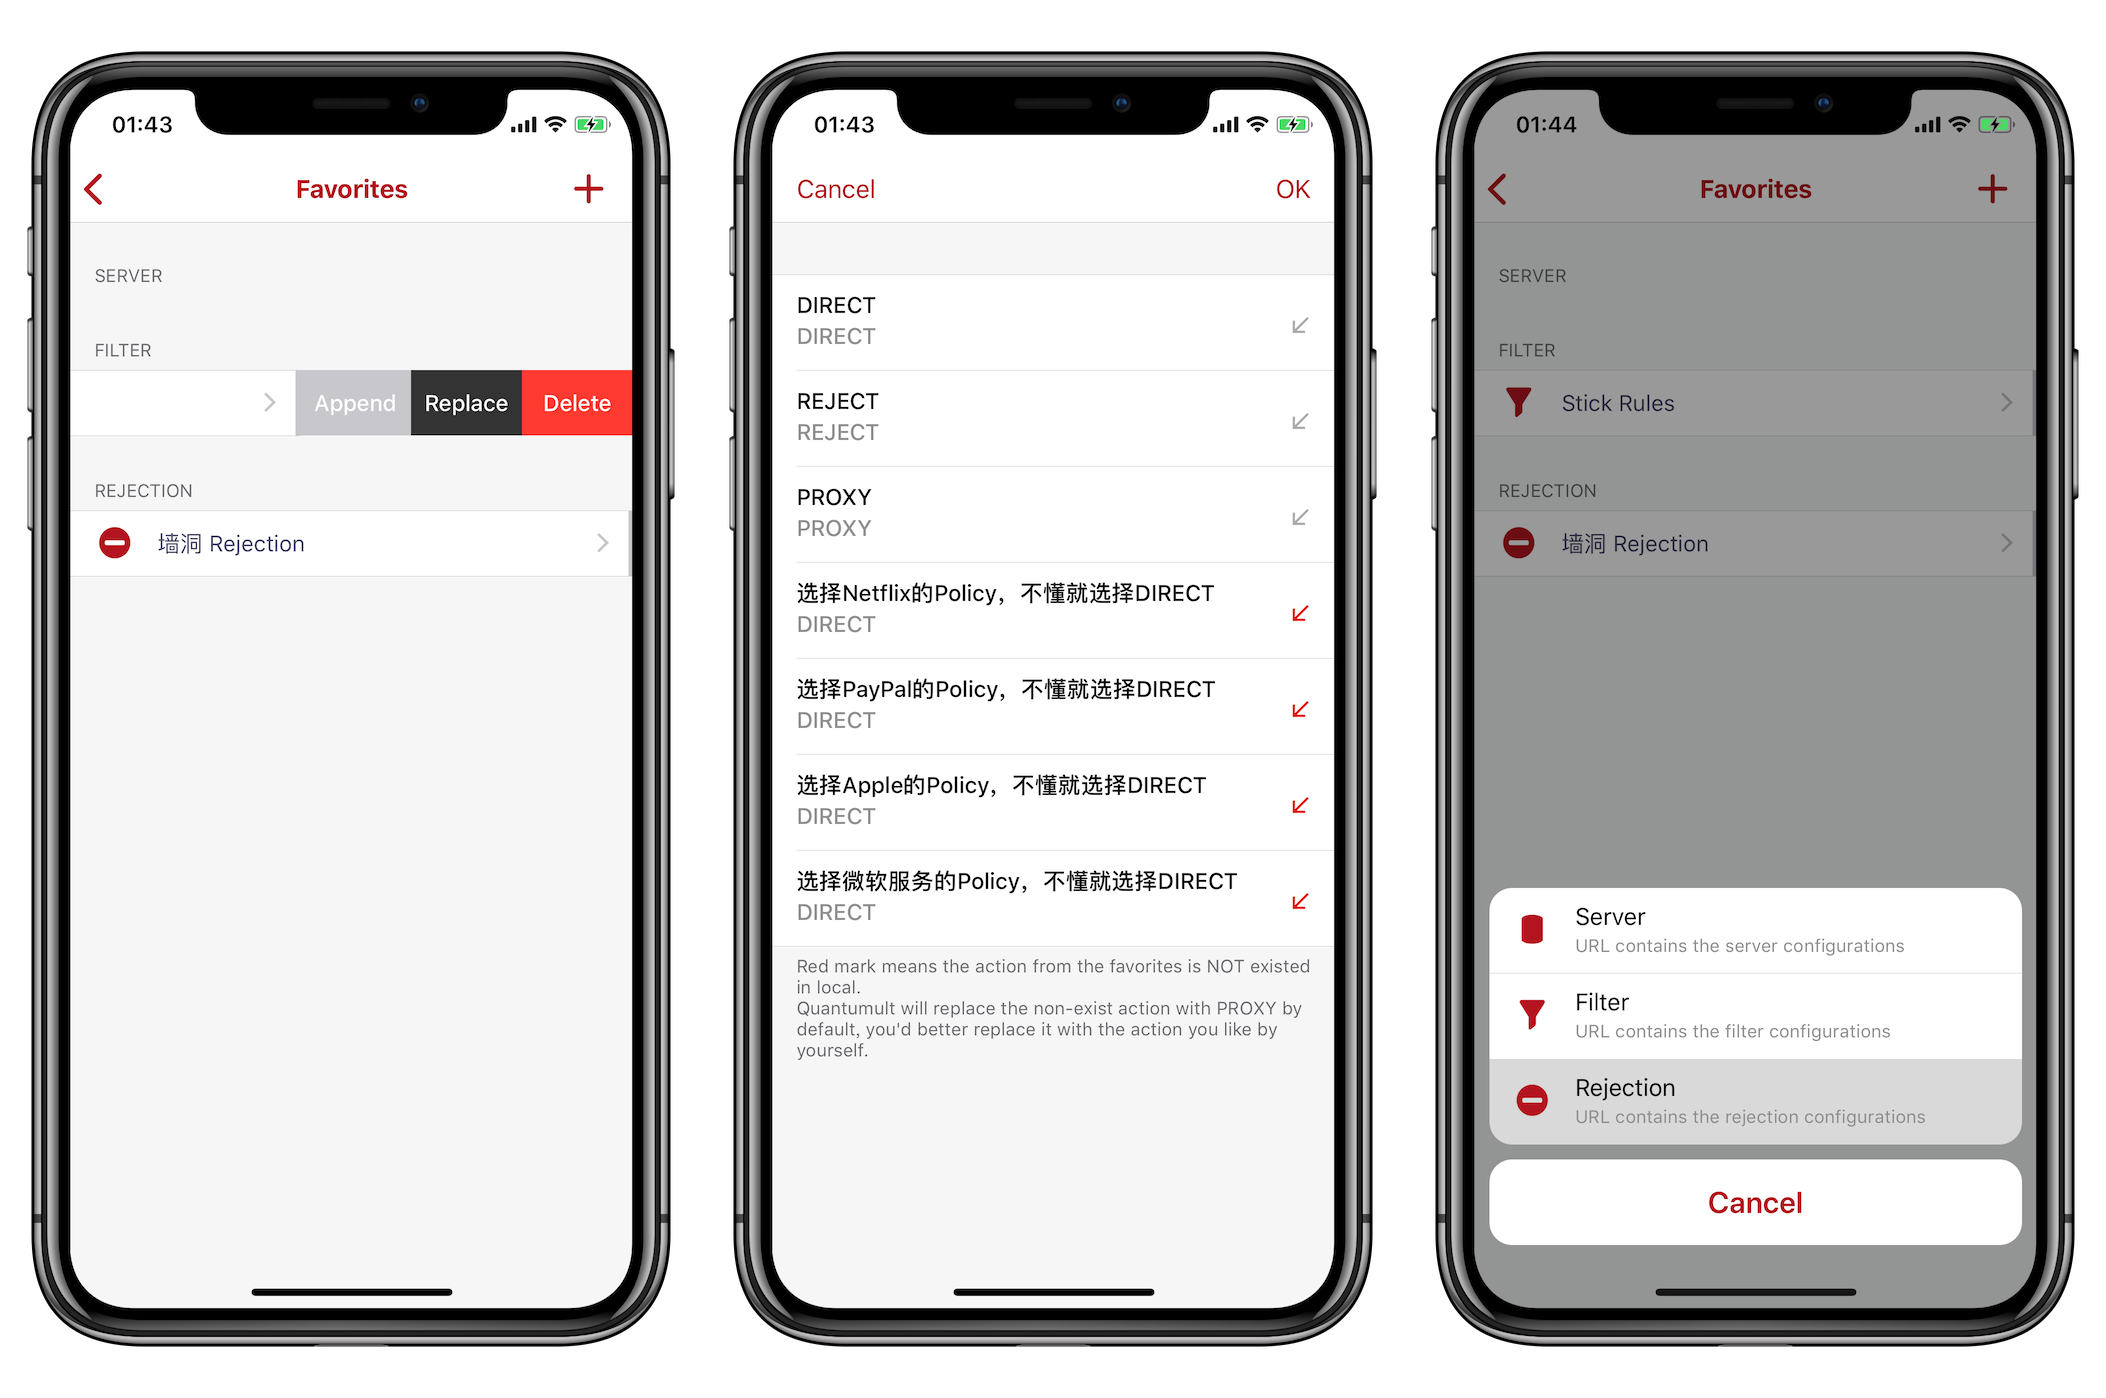 01:43
Favorites
SERVER
FILTER
Append Replace Delete
REJECTION
墙洞 Rejection
01:43
Cancel OK
DIRECT
DIRECT
REJECT
REJECT
PROXY
PROXY
选择Netflix的Policy，不懂就选择DIRECT
DIRECT
选择PayPal的Policy，不懂就选择DIRECT
DIRECT
选择Apple的Policy，不懂就选择DIRECT
DIRECT
选择微软服务的Policy，不懂就选择DIRECT
DIRECT
Red mark means the action from the favorites is NOT existed
in local.
Quantumult will replace the non-exist action with PROXY by
default, you'd better replace it with the action you like by
yourself.
01:44
Favorites
SERVER
FILTER
Stick Rules
REJECTION
墙洞 Rejection
Server
URL contains the server configurations
Filter
URL contains the filter configurations
Rejection
URL contains the rejection configurations
Cancel